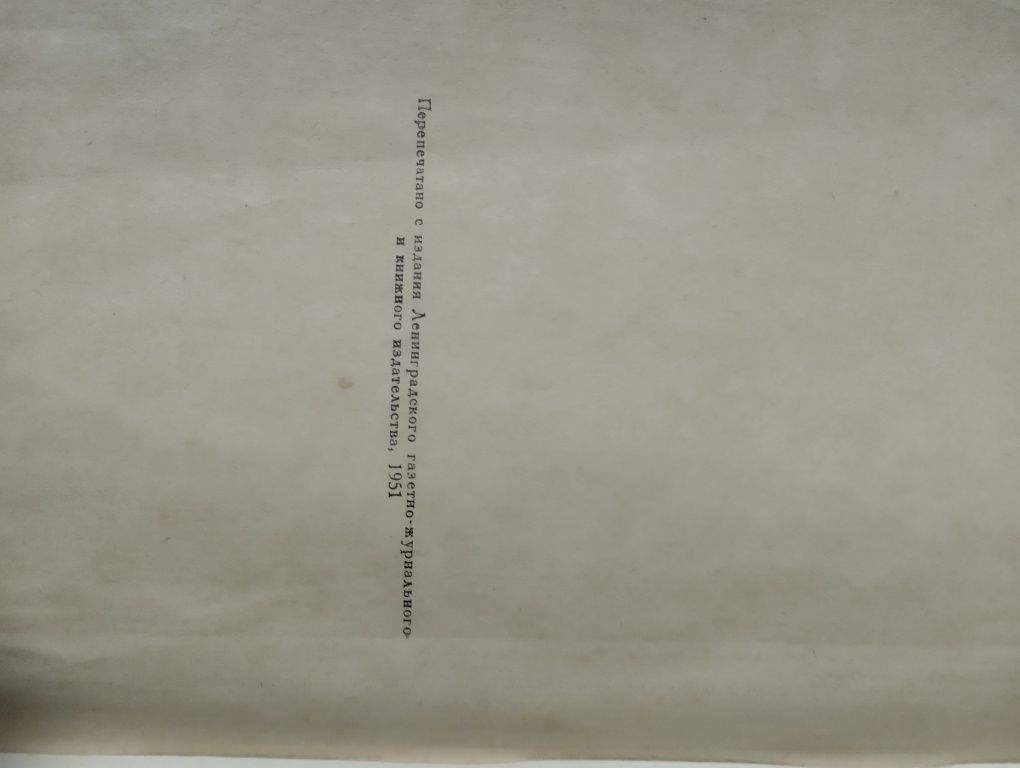 Перепечатано с издания Ленинградского газетно-журнального
и книжного издательства, 1951